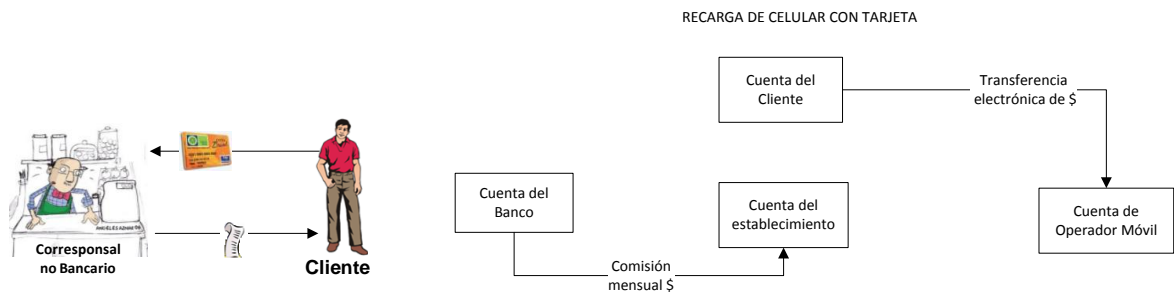 RECARGA DE CELULAR CON TARJETA
Cuenta del
Cliente
Transferencia
electrónica de $
Cuenta del
Banco
Cuenta del
establecimiento
Cuenta de
Operador Móvil
Comisión
mensual $
Corresponsal
no Bancario
Cliente